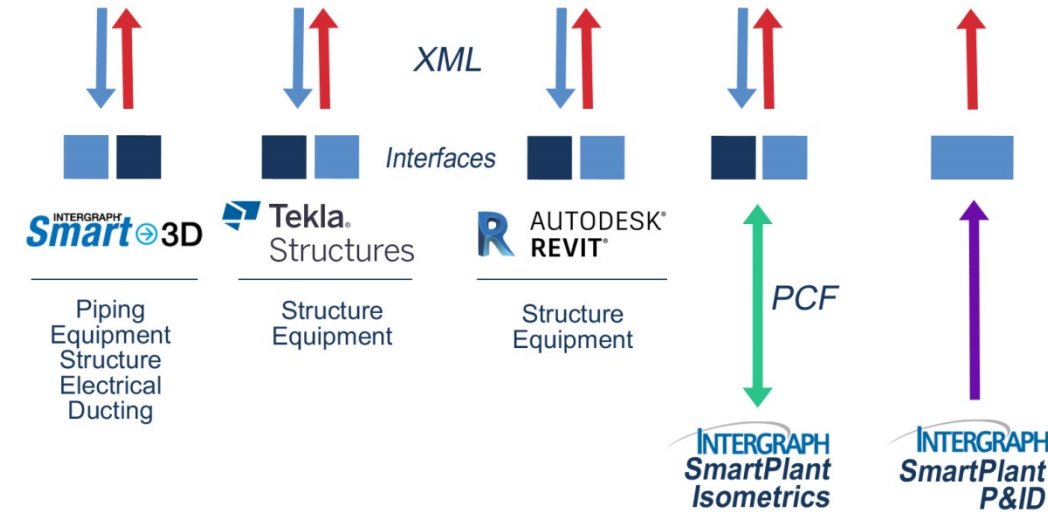 XML
Interfaces
INTERGRAPH
Smart 3D
Tekla®
Structures
AUTODESK®
REVIT®
Piping
Equipment
Structure
Electrical
Ducting
Structure
Equipment
Structure
Equipment
PCF
INTERGRAPH
SmartPlant
Isometrics
INTERGRAPH
SmartPlant
P&ID